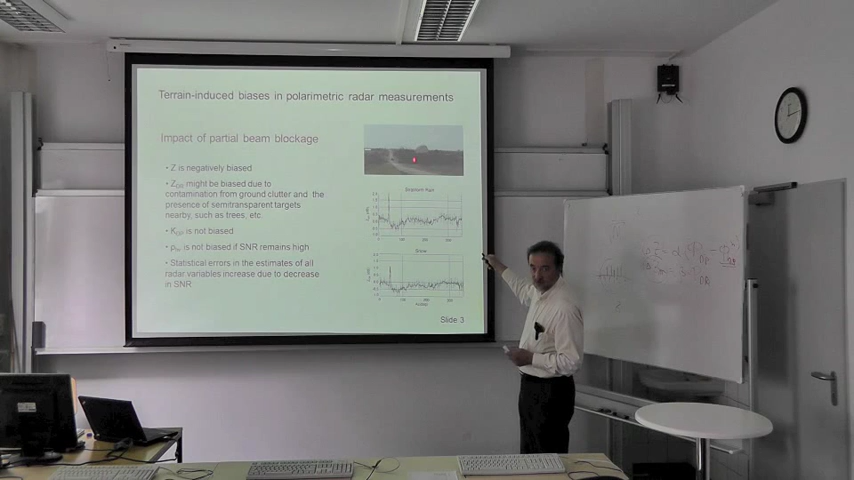 Terrain-induced biases in polarimetric radar measurements
Impact of partial beam blockage
• Z is negatively biased
• ZDR might be biased due to
contamination from ground clutter and the
presence of semitransparent targets
nearby, such as trees, etc.
• KDP is not biased
• ρhv is not biased if SNR remains high
• Statistical errors in the estimates of all
radar variables increase due to decrease
in SNR
Slide 3